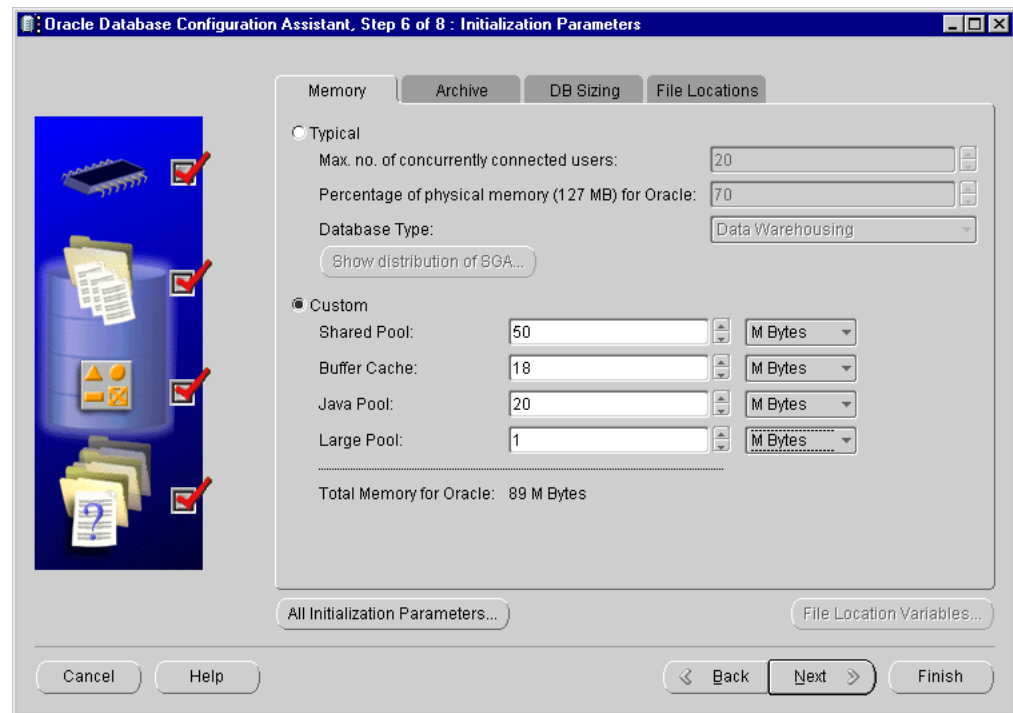 Oracle Database Configuration Assistant, Step 6 of 8 : Initialization Parameters
Memory Archive DB Sizing File Locations
Typical
Max. no. of concurrently connected users: 20
Percentage of physical memory (127 MB) for Oracle: 70
Database Type: Data Warehousing
Show distribution of SGA...
Custom
Shared Pool: 50 M Bytes
Buffer Cache: 18 M Bytes
Java Pool: 20 M Bytes
Large Pool: 1 M Bytes
Total Memory for Oracle: 89 M Bytes
?
All Initialization Parameters... File Location Variables...
Cancel Help Back Next Finish